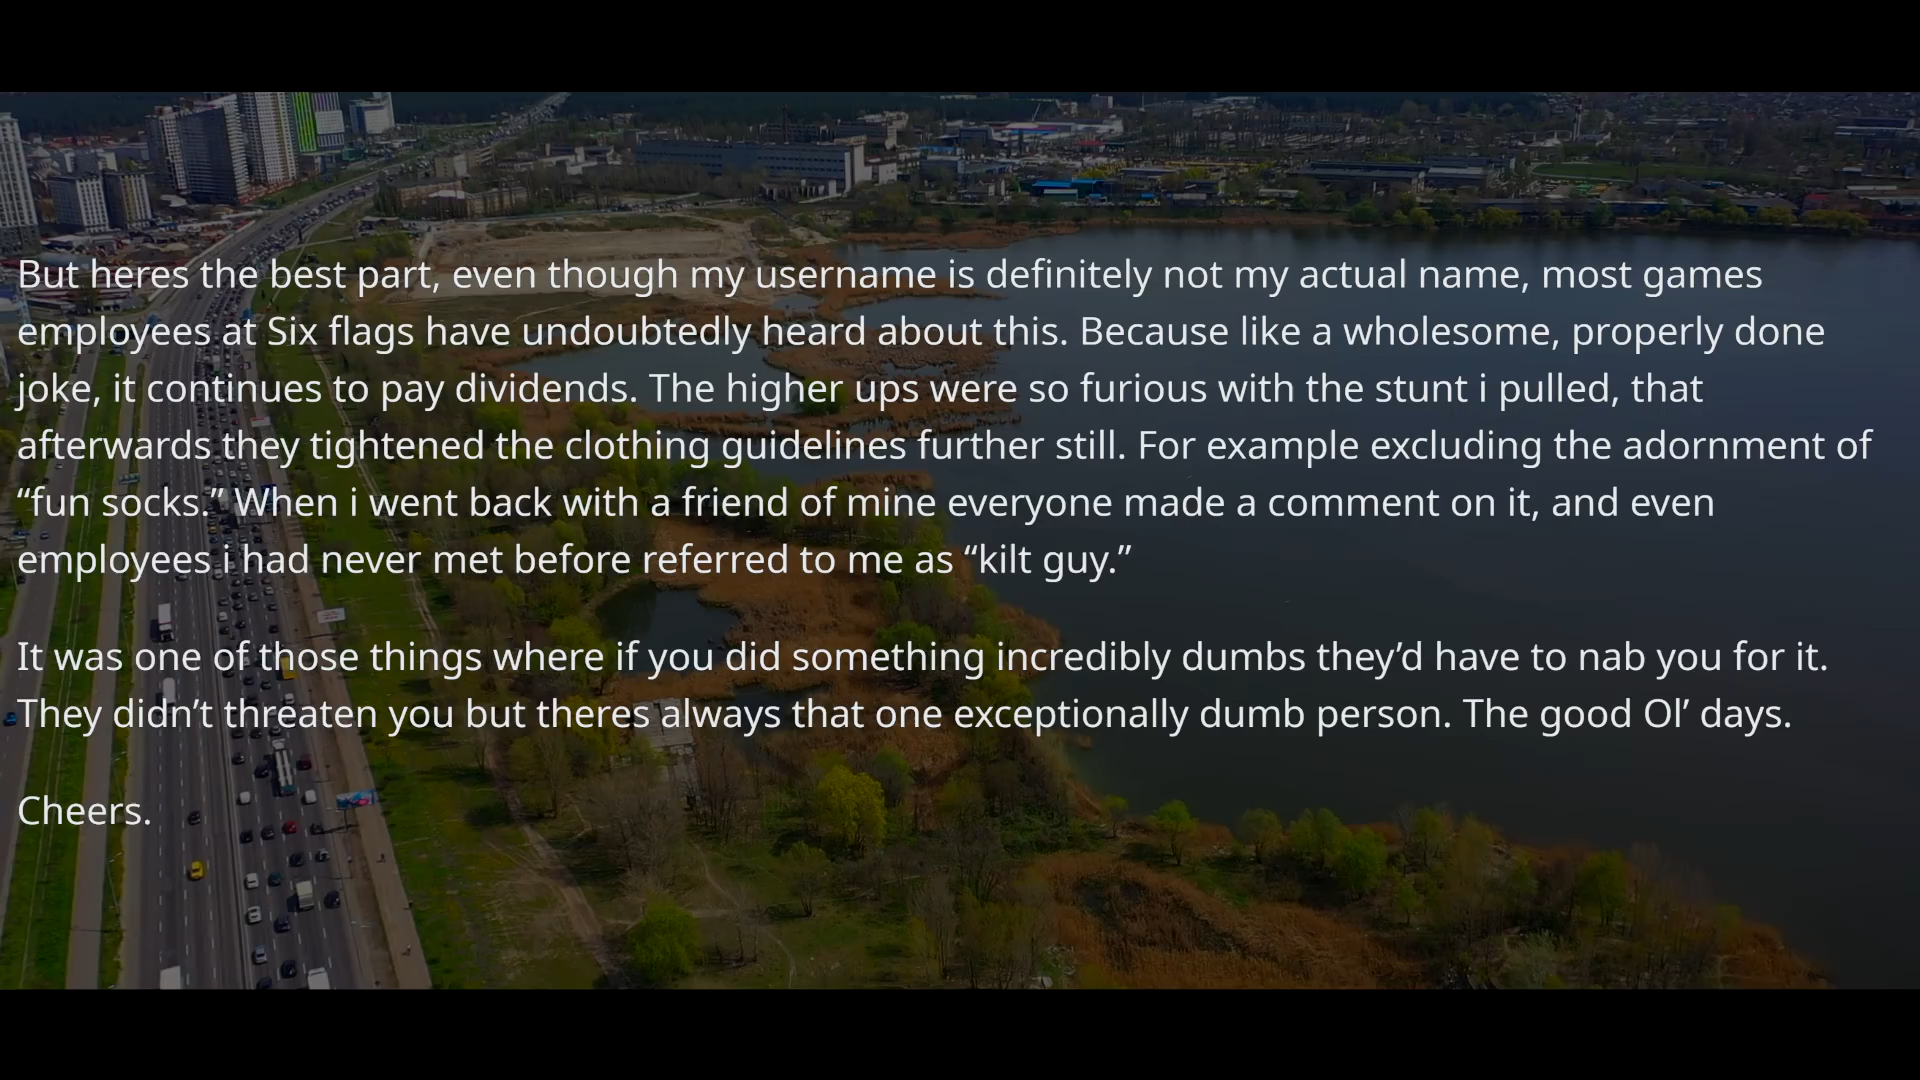 But heres the best part, even though my username is definitely not my actual name, most games
employees at Six flags have undoubtedly heard about this. Because like a wholesome, properly done
joke, it continues to pay dividends. The higher ups were so furious with the stunt i pulled, that
afterwards they tightened the clothing guidelines further still. For example excluding the adornment of
“fun socks.” When i went back with a friend of mine everyone made a comment on it, and even
employees i had never met before referred to me as “kilt guy.”
It was one of those things where if you did something incredibly dumbs they’d have to nab you for it.
They didn’t threaten you but theres always that one exceptionally dumb person. The good Ol’ days.
Cheers.